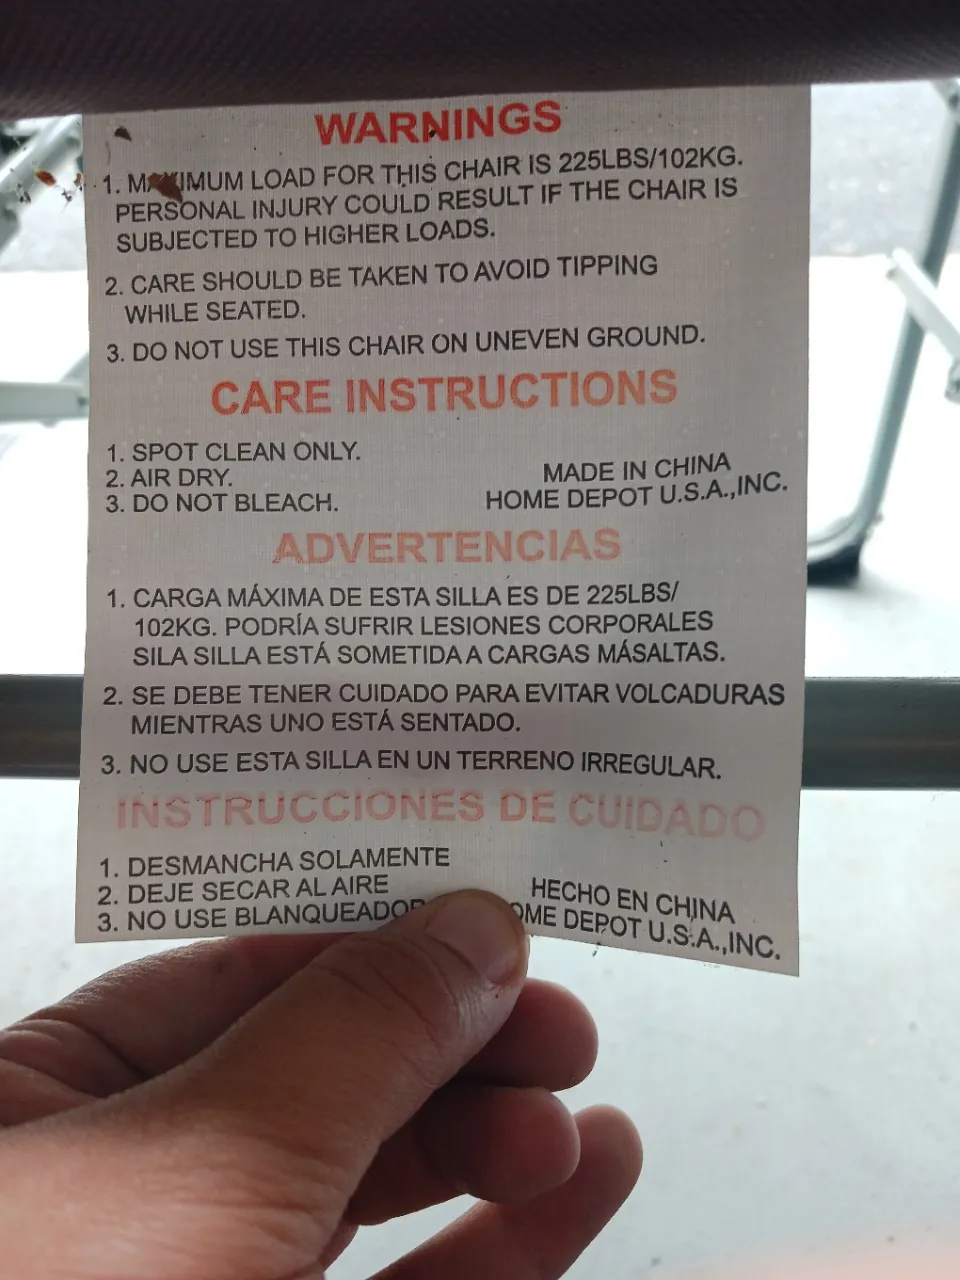 WARNINGS
1. MAXIMUM LOAD FOR THIS CHAIR IS 225LBS/102KG.
PERSONAL INJURY COULD RESULT IF THE CHAIR IS
SUBJECTED TO HIGHER LOADS.
2. CARE SHOULD BE TAKEN TO AVOID TIPPING
WHILE SEATED.
3. DO NOT USE THIS CHAIR ON UNEVEN GROUND.
CARE INSTRUCTIONS
1. SPOT CLEAN ONLY.
2. AIR DRY.
3. DO NOT BLEACH.
MADE IN CHINA
HOME DEPOT U.S.A.,INC.
ADVERTENCIAS
1. CARGA MÁXIMA DE ESTA SILLA ES DE 225LBS/
102KG. PODRÍA SUFRIR LESIONES CORPORALES
SILA SILLA ESTÁ SOMETIDA A CARGAS MÁSALTAS.
2. SE DEBE TENER CUIDADO PARA EVITAR VOLCADURAS
MIENTRAS UNO ESTÁ SENTADO.
3. NO USE ESTA SILLA EN UN TERRENO IRREGULAR.
INSTRUCCIONES DE CUIDADO
1. DESMANCHA SOLAMENTE
2. DEJE SECAR AL AIRE
3. NO USE BLANQUEADOR
HECHO EN CHINA
OME DEPOT U.S.A.,INC.